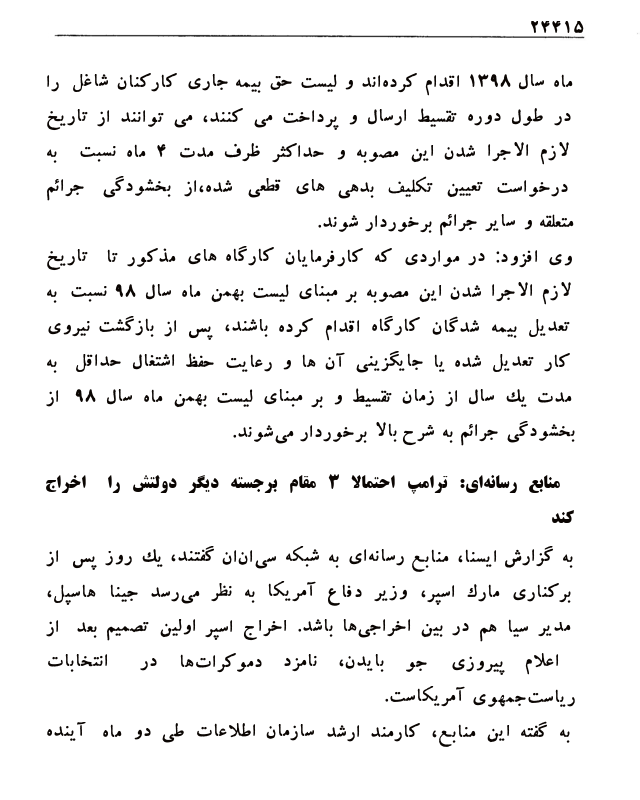 ۲۴۴۱۵
ماه سال ۱۳۹۸ اقدام کرده‌اند و لیست حق بیمه جاری کارکنان شاغل را
در طول دوره تقسیط ارسال و پرداخت می کنند، می توانند از تاریخ
لازم الاجرا شدن این مصوبه و حداکثر ظرف مدت ۴ ماه نسبت به
درخواست تعیین تکلیف بدهی های قطعی شده،از بخشودگی جرائم
متعلقه و سایر جرائم برخوردار شوند.
وی افزود: در مواردی که کارفرمایان کارگاه های مذکور تا تاریخ
لازم الاجرا شدن این مصوبه بر مبنای لیست بهمن ماه سال ۹۸ نسبت به
تعدیل بیمه شدگان کارگاه اقدام کرده باشند، پس از بازگشت نیروی
کار تعدیل شده یا جایگزینی آن ها و رعایت حفظ اشتغال حداقل به
مدت یك سال از زمان تقسیط و بر مبنای لیست بهمن ماه سال ۹۸ از
بخشودگی جرائم به شرح بالا برخوردار می‌شوند.
منابع رسانه‌ای: ترامپ احتمالا ۳ مقام برجسته دیگر دولتش را اخراج
کند
به گزارش ایسنا، منابع رسانه‌ای به شبکه سی‌ان‌ان گفتند، یك روز پس از
برکناری مارك اسپر، وزیر دفاع آمریکا به نظر می‌رسد جینا هاسپل،
مدیر سیا هم در بین اخراجی‌ها باشد. اخراج اسپر اولین تصمیم بعد از
اعلام پیروزی جو بایدن، نامزد دموکرات‌ها در انتخابات
ریاست‌جمهوی آمریکاست.
به گفته این منابع، کارمند ارشد سازمان اطلاعات طی دو ماه آینده